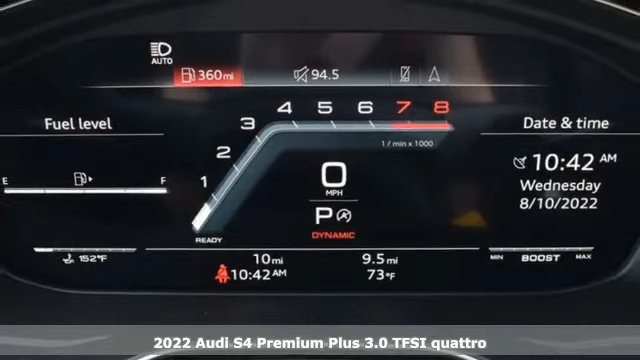 AUTO
360mi
94.5
4 5 6 7 8
3
2
1
1 / min x 1000
READY
0
MPH
P
DYNAMIC
Fuel level
E F
152°F
10mi 9.5mi
10:42AM 73°F
Date & time
10:42 AM
Wednesday
8/10/2022
MIN BOOST MAX
2022 Audi S4 Premium Plus 3.0 TFSI quattro